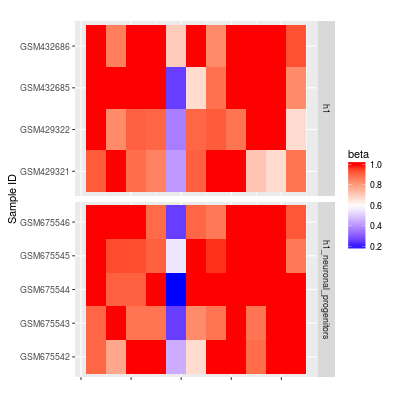 GSM432686
GSM432685
GSM429322
GSM429321
h1
GSM675546
GSM675545
GSM675544
GSM675543
GSM675542
h1_neuronal_progenitors
Sample ID
beta
1.0
0.8
0.6
0.4
0.2